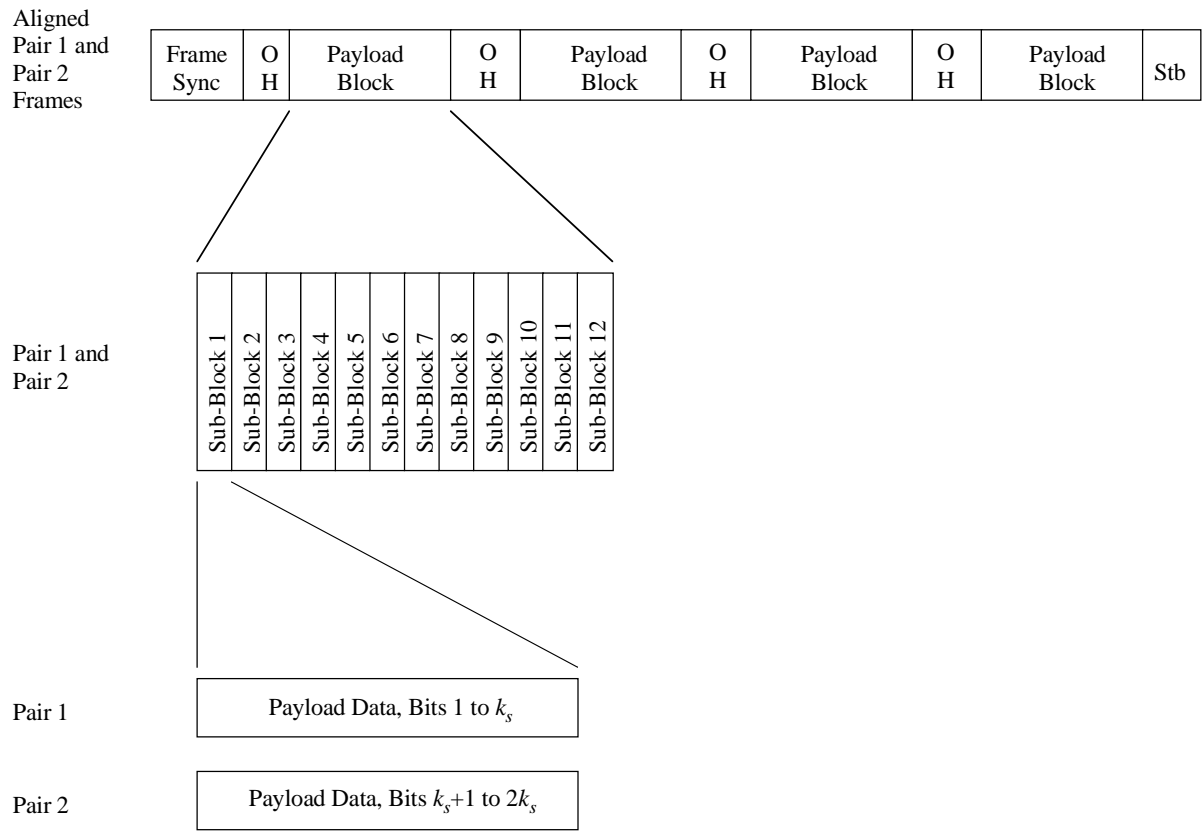 Aligned
Pair 1 and
Pair 2
Frames
Frame
Sync
O
H
Payload
Block
O
H
Payload
Block
O
H
Payload
Block
O
H
Payload
Block
Stb
Pair 1 and
Pair 2
Sub-Block 1
Sub-Block 2
Sub-Block 3
Sub-Block 4
Sub-Block 5
Sub-Block 6
Sub-Block 7
Sub-Block 8
Sub-Block 9
Sub-Block 10
Sub-Block 11
Sub-Block 12
Pair 1
Payload Data, Bits 1 to kₛ
Pair 2
Payload Data, Bits kₛ+1 to 2kₛ